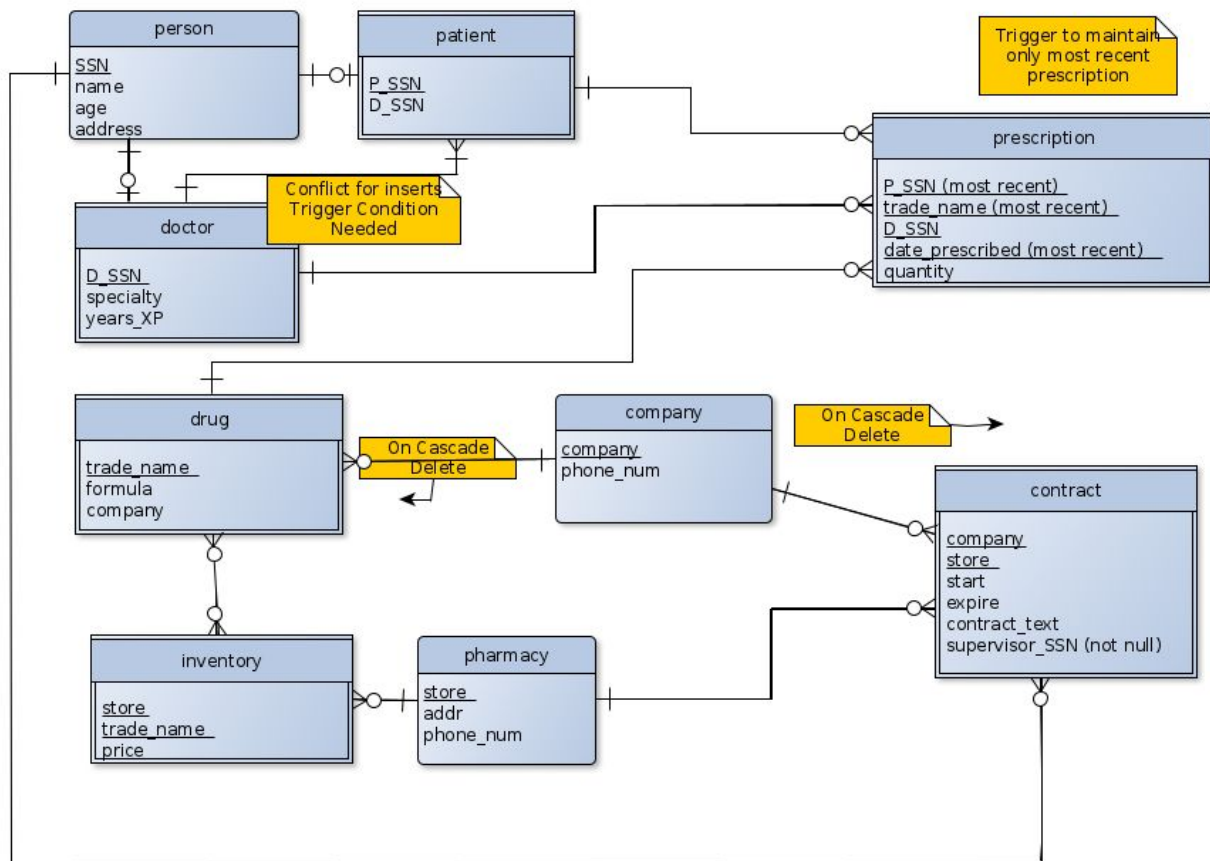 person
SSN
name
age
address
patient
P_SSN
D_SSN
Trigger to maintain
only most recent
prescription
prescription
P_SSN (most recent)
trade_name (most recent)
D_SSN
date_prescribed (most recent)
quantity
Conflict for inserts
Trigger Condition
Needed
doctor
D_SSN
specialty
years_XP
drug
trade_name
formula
company
On Cascade
Delete
company
company
phone_num
On Cascade
Delete
contract
company
store
start
expire
contract_text
supervisor_SSN (not null)
inventory
store
trade_name
price
pharmacy
store
addr
phone_num